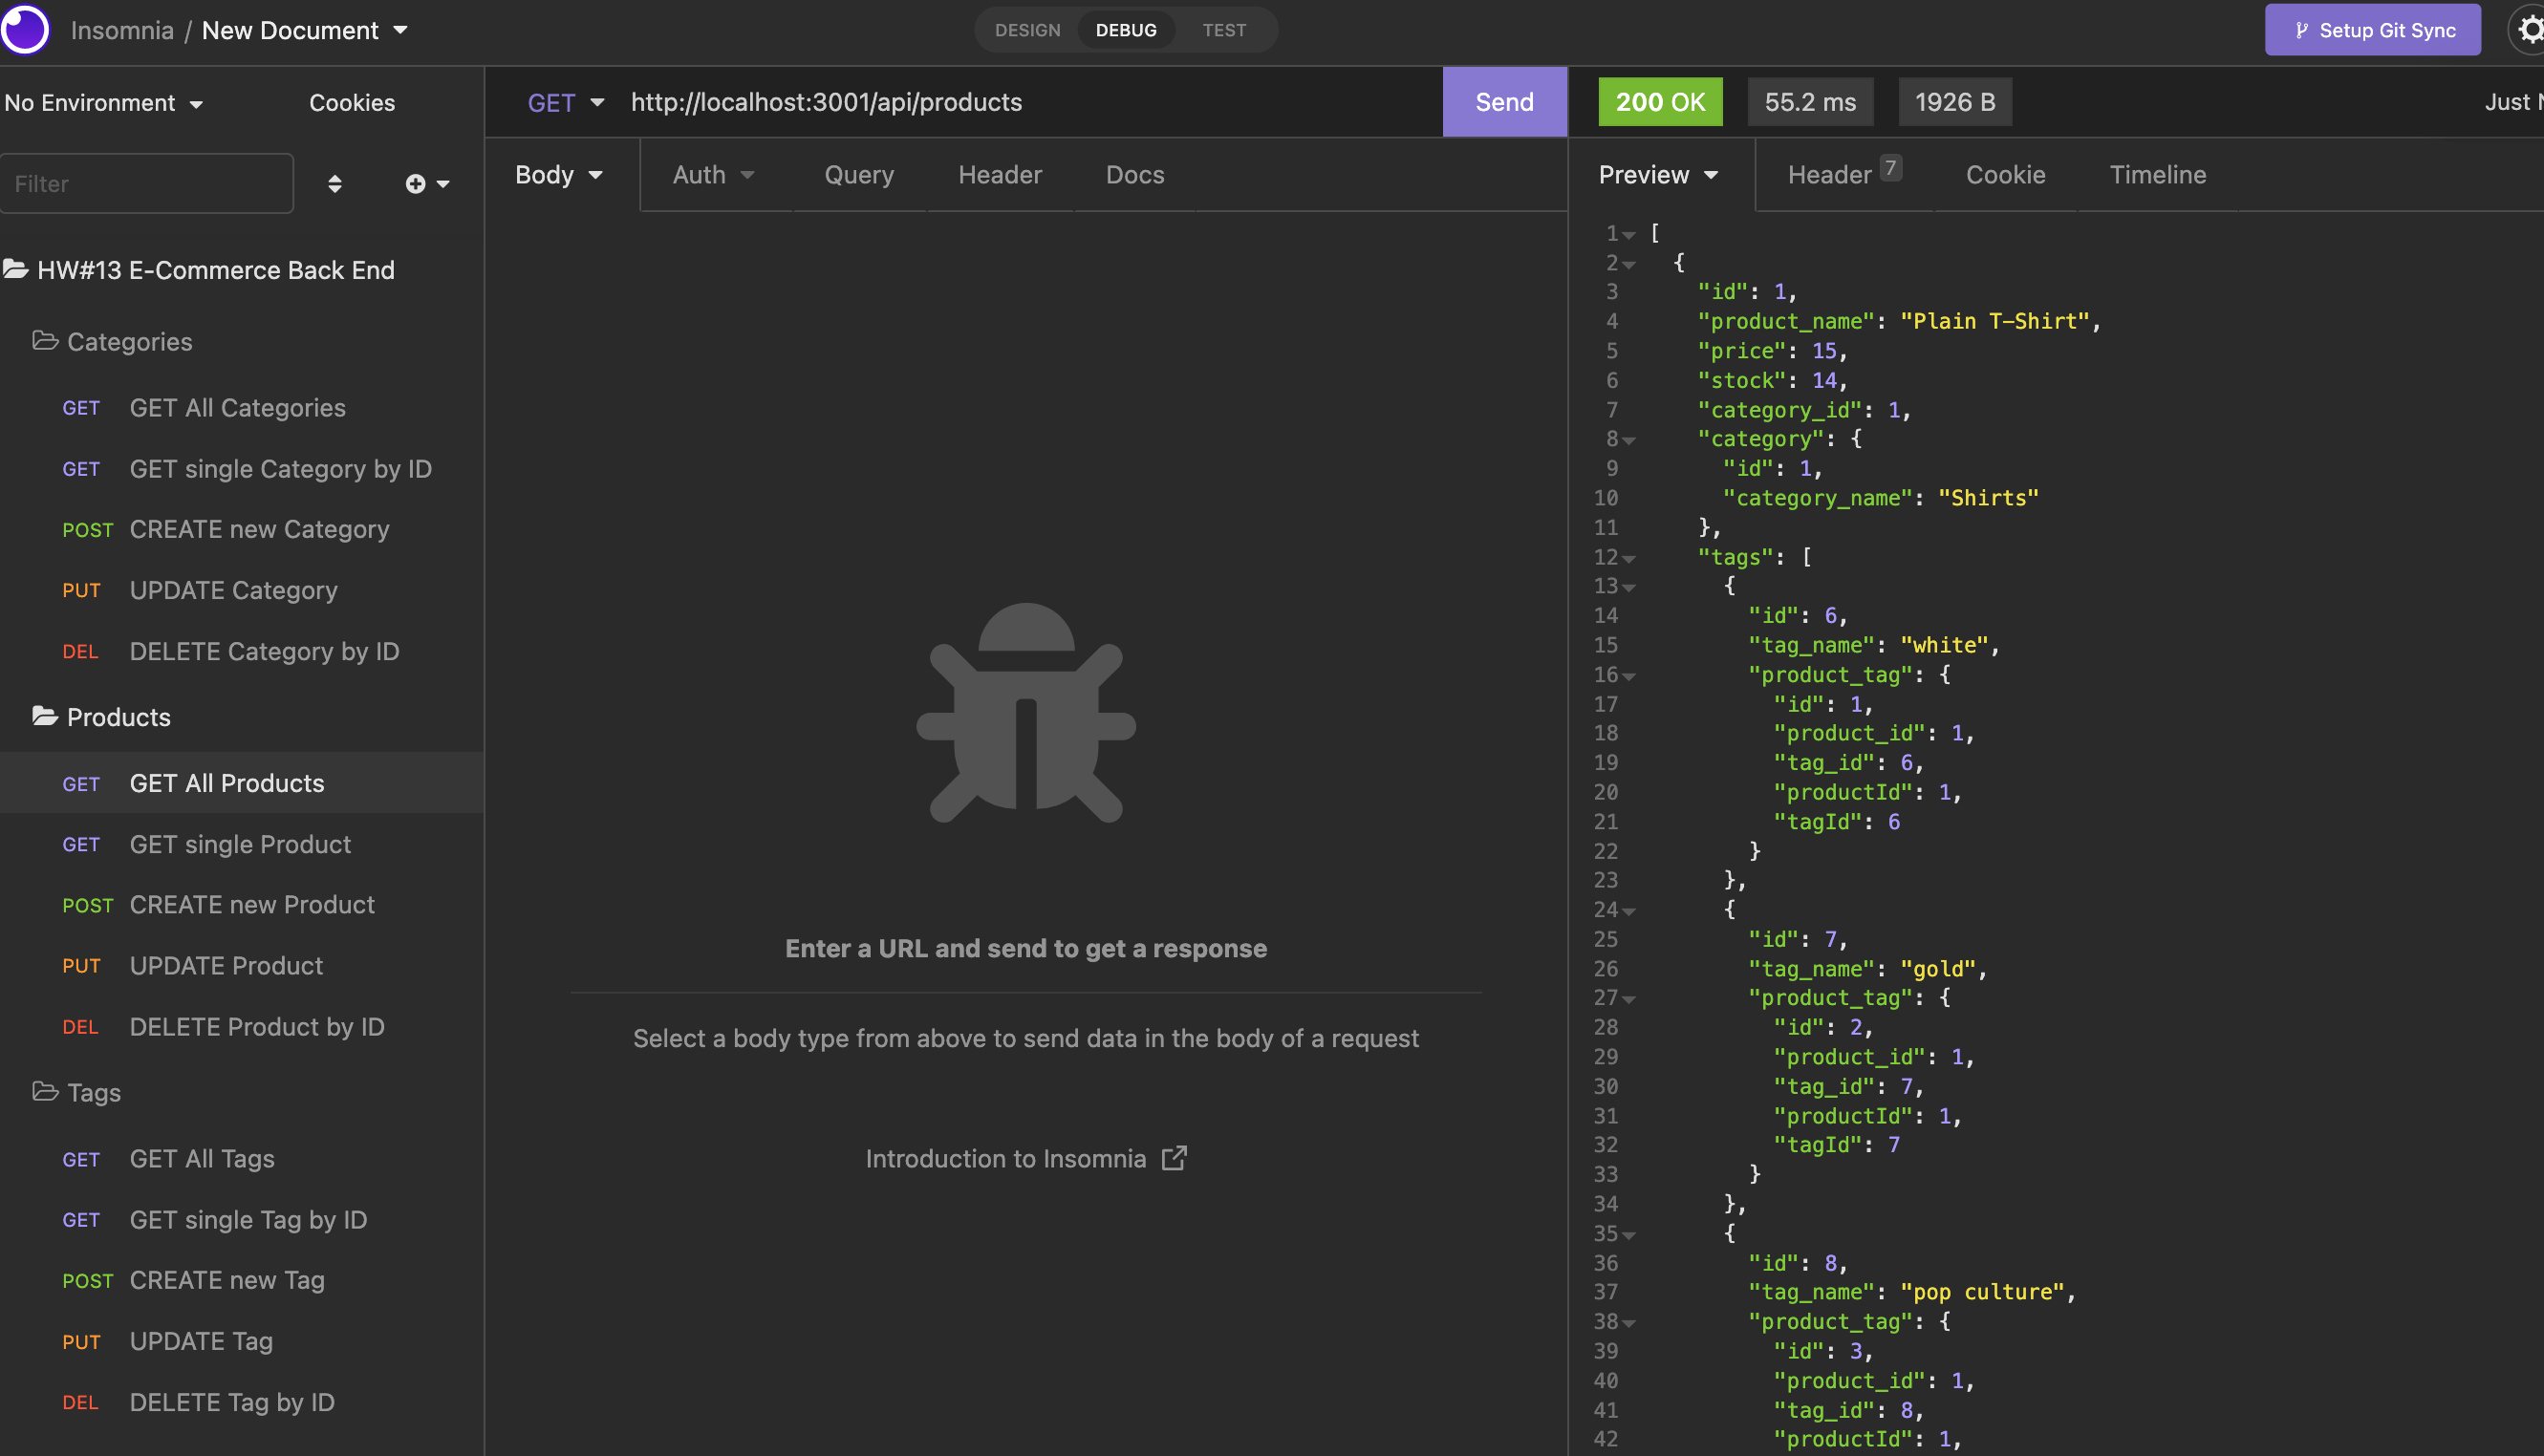 Insomnia / New Document
DESIGN DEBUG TEST
Setup Git Sync
No Environment
Cookies
Filter
HW#13 E-Commerce Back End
Categories
GET GET All Categories
GET GET single Category by ID
POST CREATE new Category
PUT UPDATE Category
DEL DELETE Category by ID
Products
GET GET All Products
GET GET single Product
POST CREATE new Product
PUT UPDATE Product
DEL DELETE Product by ID
Tags
GET GET All Tags
GET GET single Tag by ID
POST CREATE new Tag
PUT UPDATE Tag
DEL DELETE Tag by ID
GET http://localhost:3001/api/products Send
Body Auth Query Header Docs
Enter a URL and send to get a response
Select a body type from above to send data in the body of a request
Introduction to Insomnia
200 OK 55.2 ms 1926 B Just
Preview Header 7 Cookie Timeline
1 [
2 {
3 "id": 1,
4 "product_name": "Plain T-Shirt",
5 "price": 15,
6 "stock": 14,
7 "category_id": 1,
8 "category": {
9 "id": 1,
10 "category_name": "Shirts"
11 },
12 "tags": [
13 {
14 "id": 6,
15 "tag_name": "white",
16 "product_tag": {
17 "id": 1,
18 "product_id": 1,
19 "tag_id": 6,
20 "productId": 1,
21 "tagId": 6
22 }
23 },
24 {
25 "id": 7,
26 "tag_name": "gold",
27 "product_tag": {
28 "id": 2,
29 "product_id": 1,
30 "tag_id": 7,
31 "productId": 1,
32 "tagId": 7
33 }
34 },
35 {
36 "id": 8,
37 "tag_name": "pop culture",
38 "product_tag": {
39 "id": 3,
40 "product_id": 1,
41 "tag_id": 8,
42 "productId": 1,